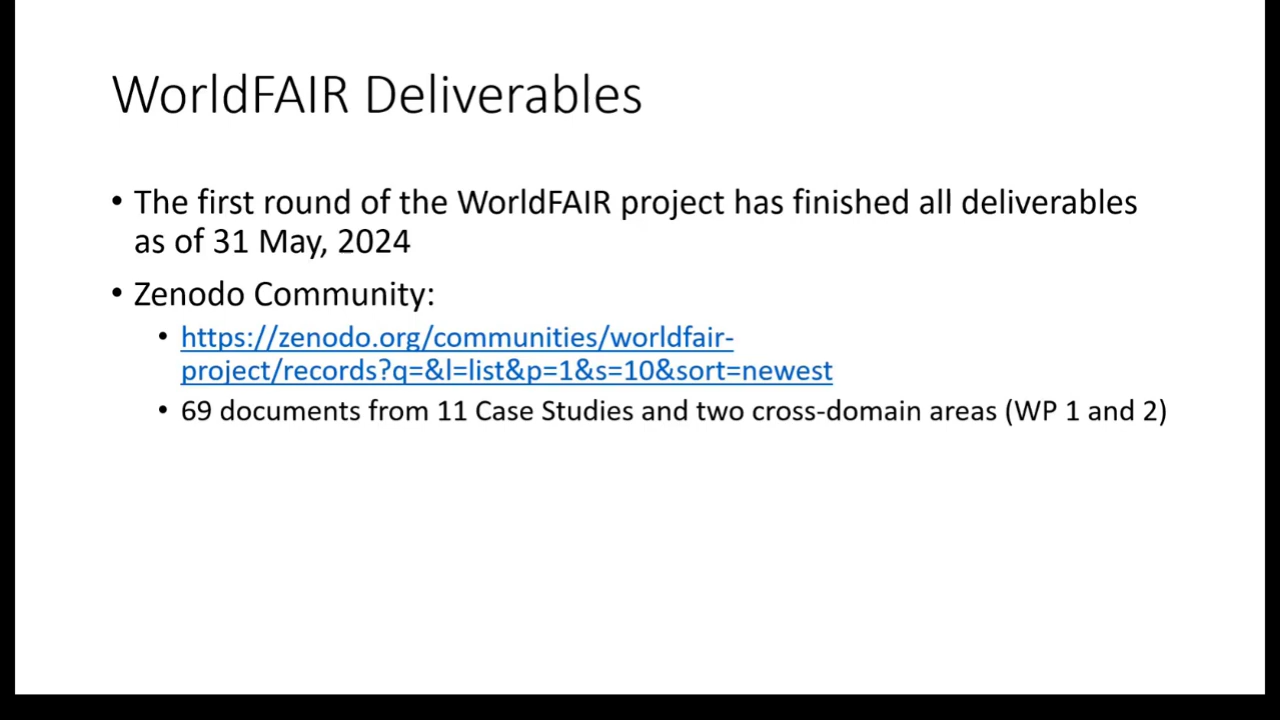 WorldFAIR Deliverables
• The first round of the WorldFAIR project has finished all deliverables
as of 31 May, 2024
• Zenodo Community:
• https://zenodo.org/communities/worldfair-
project/records?q=&l=list&p=1&s=10&sort=newest
• 69 documents from 11 Case Studies and two cross-domain areas (WP 1 and 2)